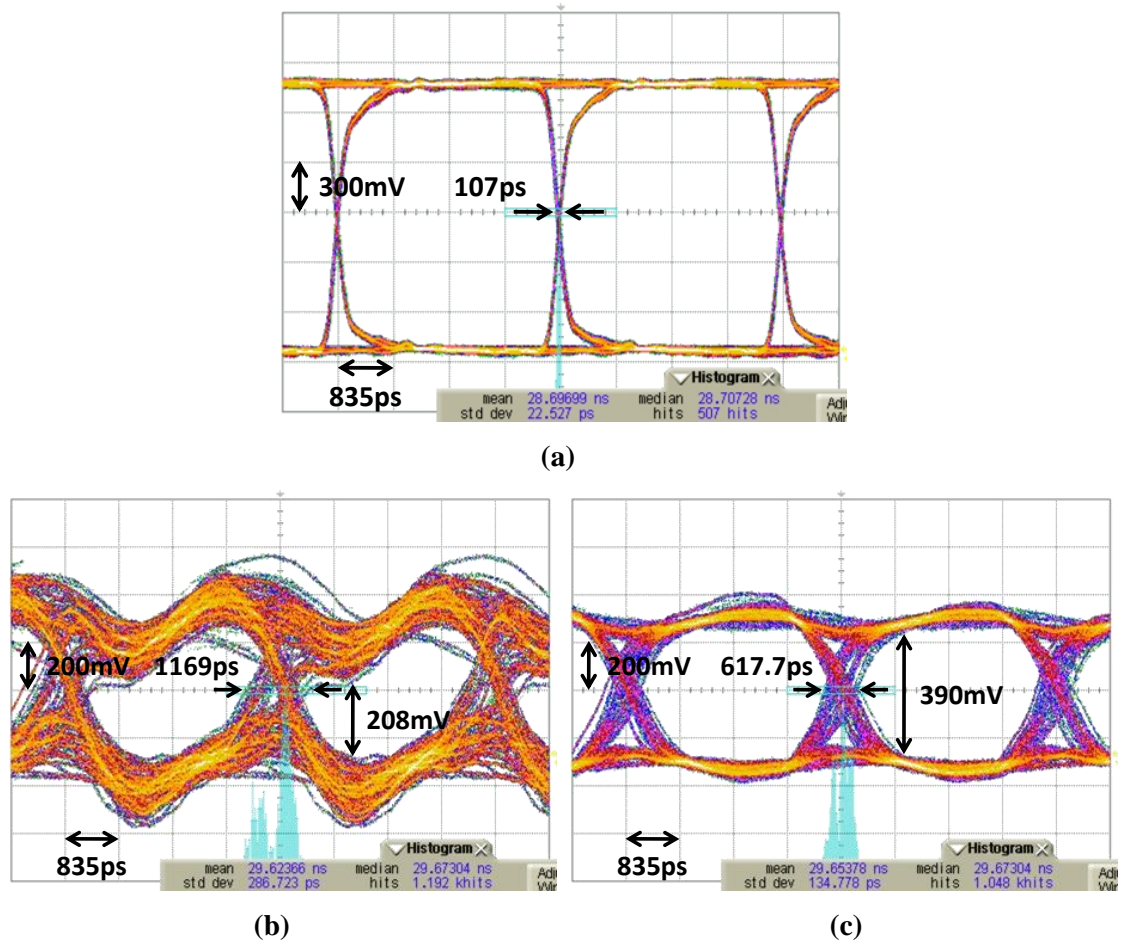 300mV 107ps
835ps
Histogram
mean 28.69699 ns median 28.70728 ns
std dev 22.527 ps hits 507 hits
(a)
200mV 1169ps
208mV
835ps
Histogram
mean 29.62366 ns median 29.67304 ns
std dev 286.723 ps hits 1.192 khits
(b)
200mV 617.7ps
390mV
835ps
Histogram
mean 29.65378 ns median 29.67304 ns
std dev 134.778 ps hits 1.048 khits
(c)